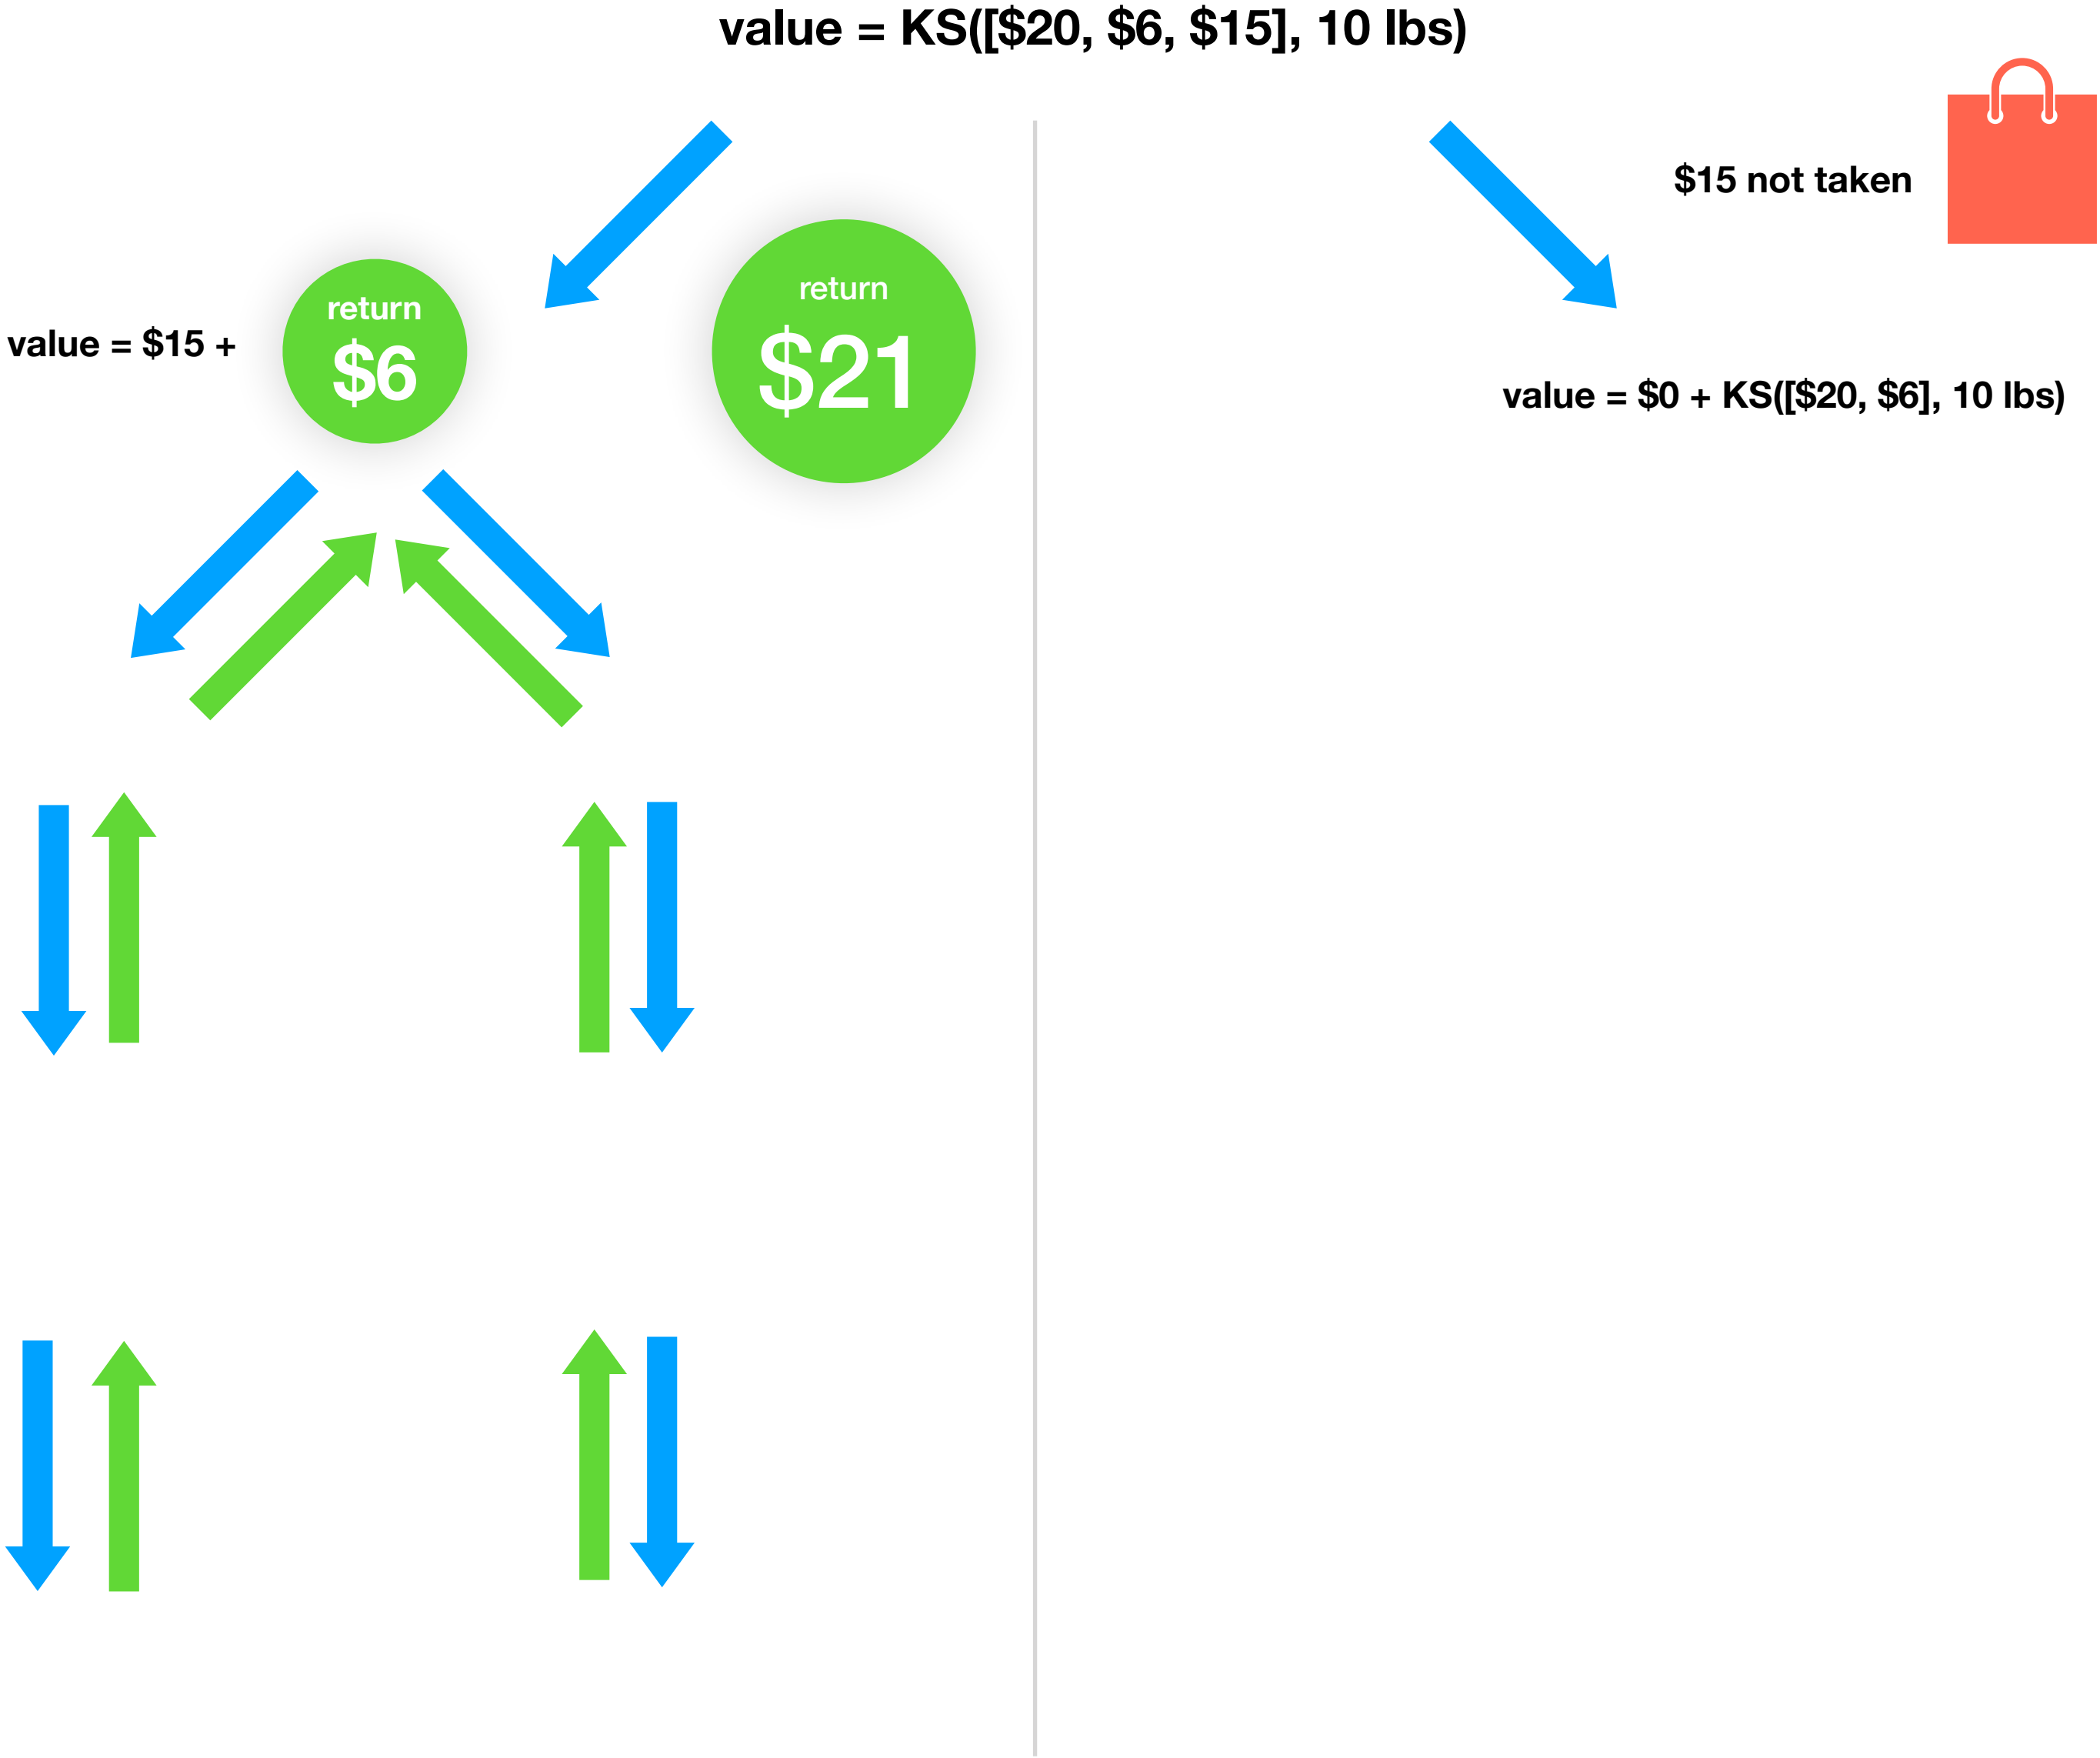 value = KS([$20, $6, $15], 10 lbs)
$15 not taken
value = $15 +
return
$6
return
$21
value = $0 + KS([$20, $6], 10 lbs)